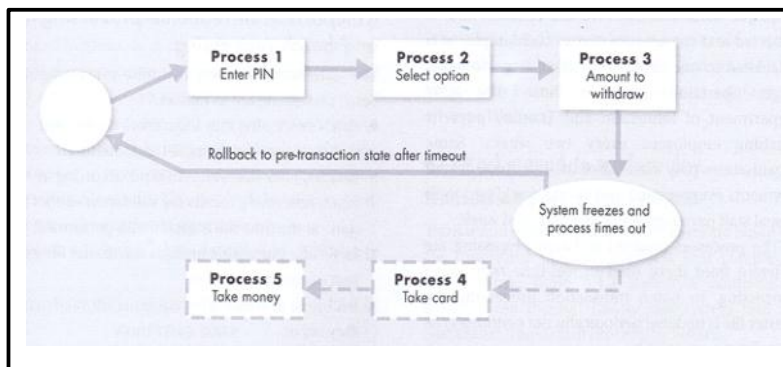 Process 1
Enter PIN
Process 2
Select option
Process 3
Amount to
withdraw
Rollback to pre-transaction state after timeout
System freezes and
process times out
Process 5
Take money
Process 4
Take card